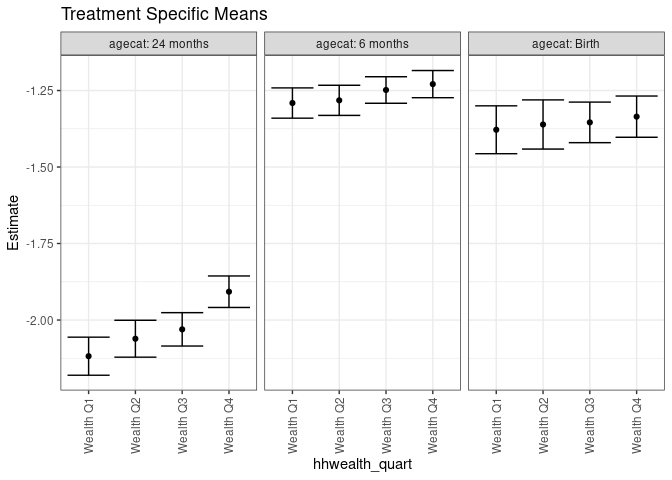 Treatment Specific Means
agecat: 24 months
agecat: 6 months
agecat: Birth
Estimate
-1.25
-1.50
-1.75
-2.00
Wealth Q1
Wealth Q2
Wealth Q3
Wealth Q4
Wealth Q1
Wealth Q2
Wealth Q3
Wealth Q4
Wealth Q1
Wealth Q2
Wealth Q3
Wealth Q4
hhwealth_quart